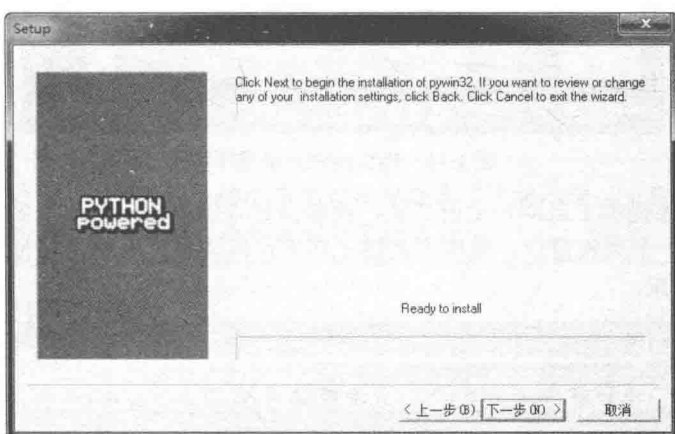 Setup
Click Next to begin the installation of pywin32. If you want to review or change
any of your installation settings, click Back. Click Cancel to exit the wizard.
PYTHON
powered
Ready to install
< 上一步(B) 下一步(N) > 取消